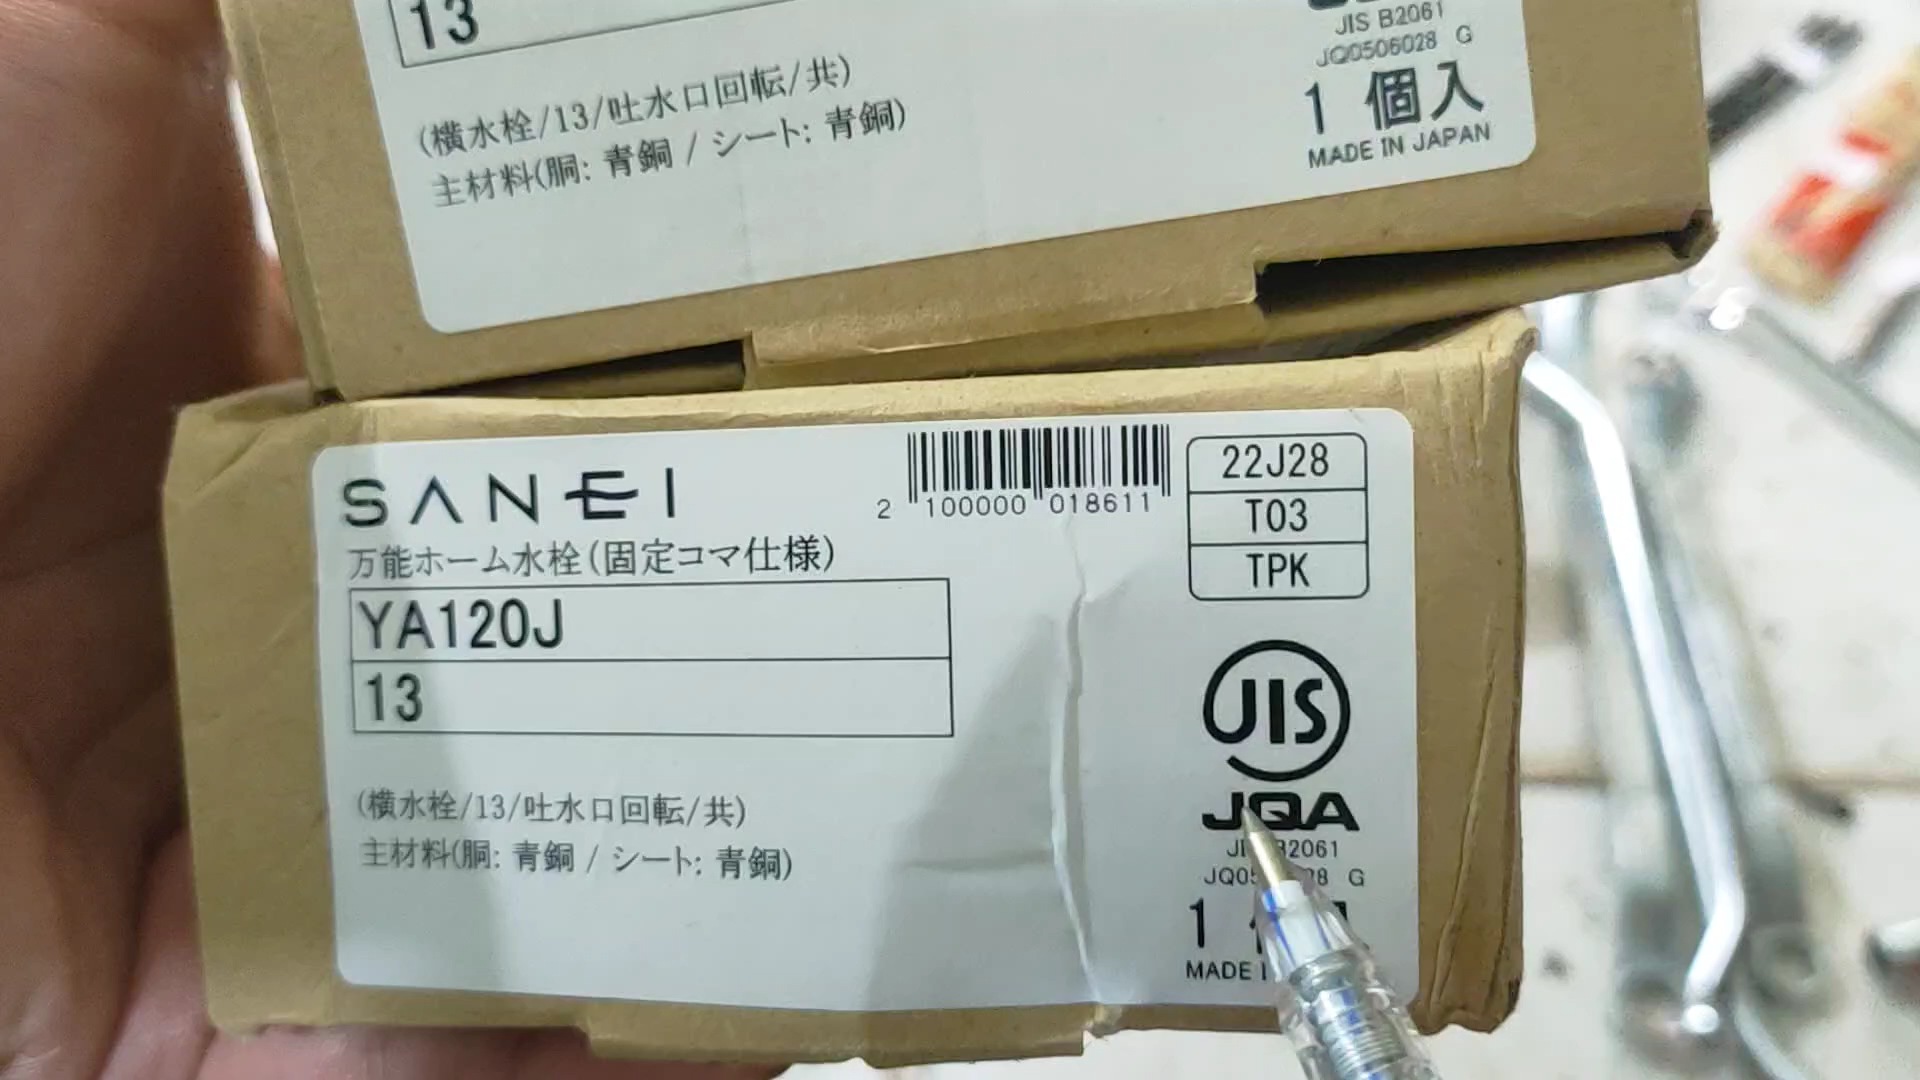 13
(横水栓/13/吐水口回転/共)
主材料(胴: 青銅 / シート: 青銅)
JIS B2061
JQ0506028 G
1 個入
MADE IN JAPAN
SANEI
万能ホーム水栓(固定コマ仕様)
YA120J
13
(横水栓/13/吐水口回転/共)
主材料(胴: 青銅 / シート: 青銅)
2 100000 018611
22J28
T03
TPK
JIS
JQA
B2061
G
1
MADE